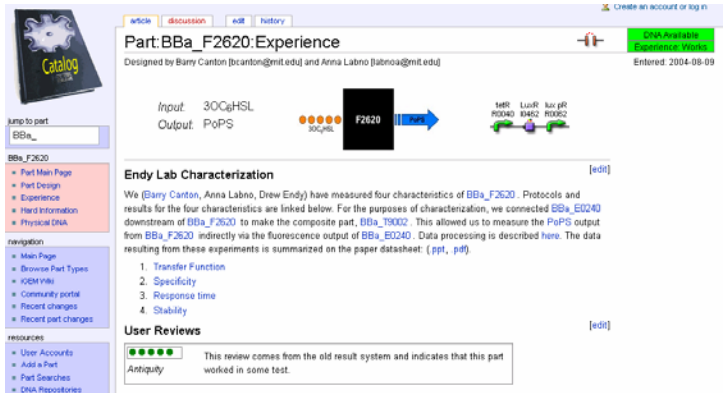 Create an account or log in
article discussion edit history
Part:BBa_F2620:Experience
DNA Available
Experience: Works
Designed by Barry Canton [bcanton@mit.edu] and Anna Labno [labnoa@mit.edu]
Entered: 2004-08-09
Catalog
Input: 3OC₆HSL
Output: PoPS
3OC₆HSL
F2620
PoPS
tetR LuxR lux pR
R0040 I0462 R0062
jump to part
BBa_
BBa_F2620
Part Main Page
Part Design
Experience
Hard Information
Physical DNA
navigation
Main Page
Browse Part Types
iGEM Wiki
Community portal
Recent changes
Recent part changes
resources
User Accounts
Add a Part
Part Searches
DNA Repositories
Endy Lab Characterization
[edit]
We (Barry Canton, Anna Labno, Drew Endy) have measured four characteristics of BBa_F2620 . Protocols and
results for the four characteristics are linked below. For the purposes of characterization, we connected BBa_E0240
downstream of BBa_F2620 to make the composite part, BBa_T9002 . This allowed us to measure the PoPS output
from BBa_F2620 indirectly via the fluorescence output of BBa_E0240 . Data processing is described here. The data
resulting from these experiments is summarized on the paper datasheet: (.ppt, .pdf).
1. Transfer Function
2. Specificity
3. Response time
4. Stability
User Reviews
[edit]
Antiquity
This review comes from the old result system and indicates that this part
worked in some test.